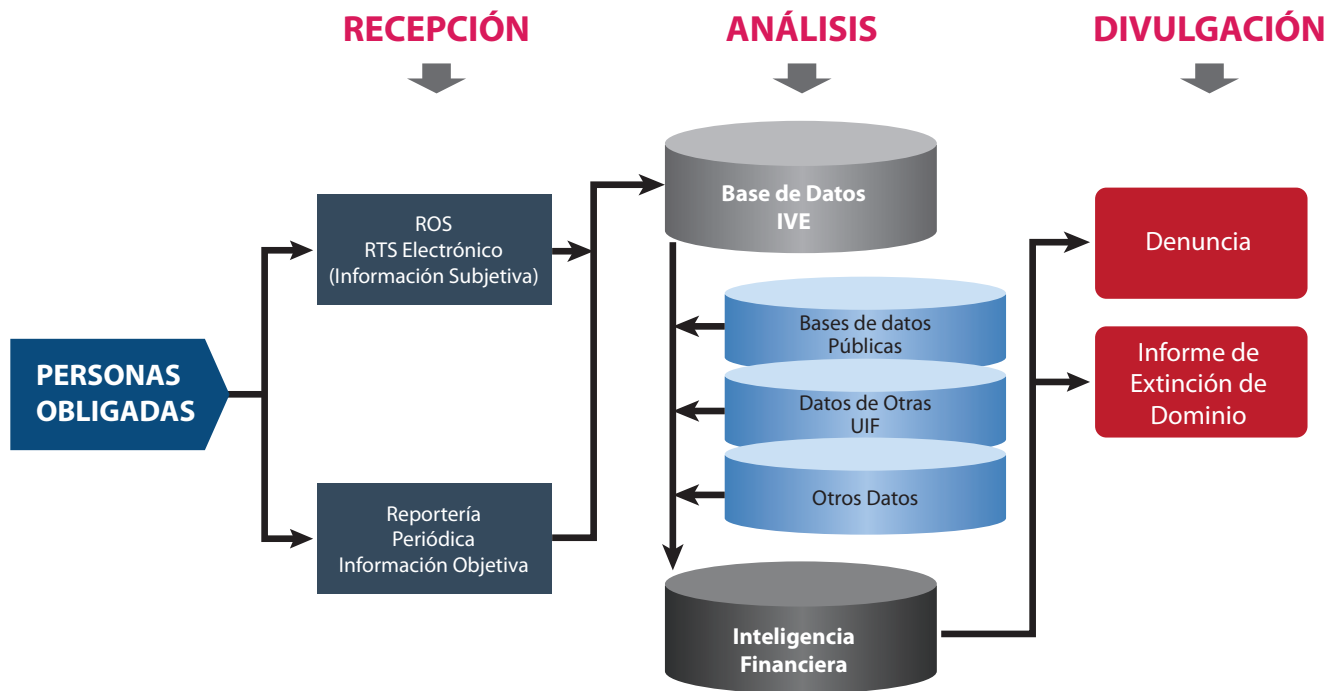 RECEPCIÓN
ANÁLISIS
DIVULGACIÓN
PERSONAS
OBLIGADAS
ROS
RTS Electrónico
(Información Subjetiva)
Reportería
Periódica
Información Objetiva
Base de Datos
IVE
Bases de datos
Públicas
Datos de Otras
UIF
Otros Datos
Inteligencia
Financiera
Denuncia
Informe de
Extinción de
Dominio